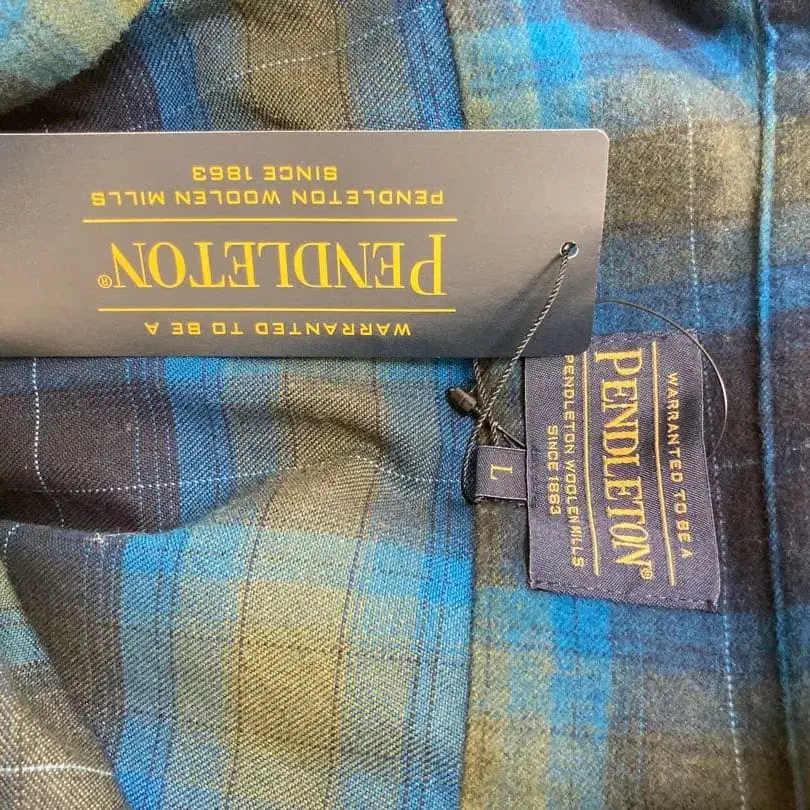 WARRANTED TO BE A
PENDLETON®
PENDLETON WOOLEN MILLS
SINCE 1863
WARRANTED TO BE A
PENDLETON®
PENDLETON WOOLEN MILLS
SINCE 1863
L